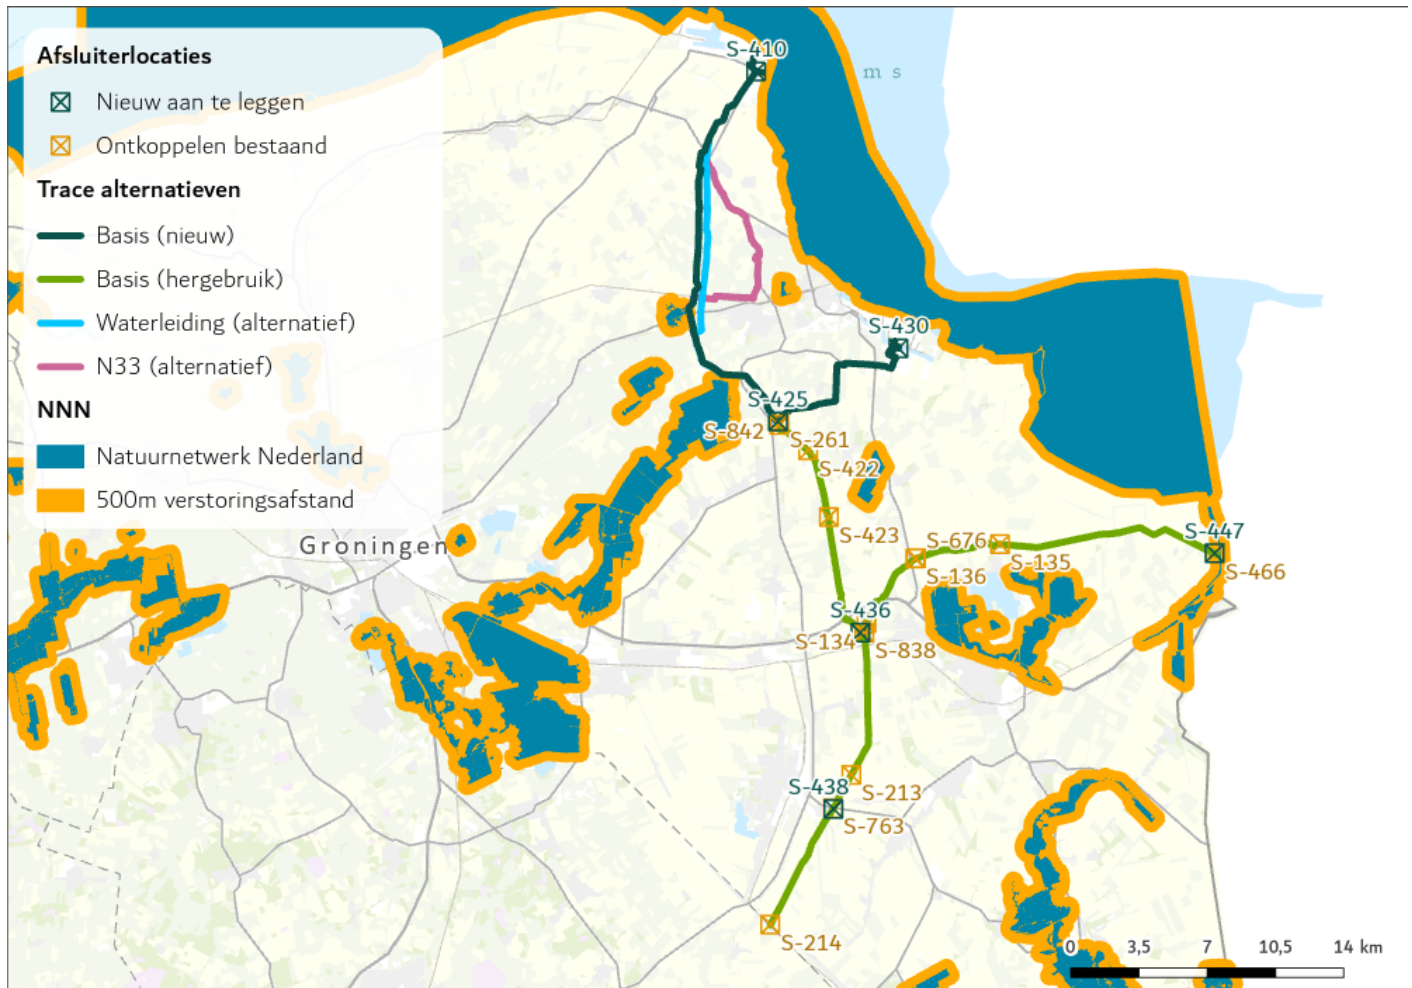 Afsluiterlocaties
Nieuw aan te leggen
Ontkoppelen bestaand
Trace alternatieven
Basis (nieuw)
Basis (hergebruik)
Waterleiding (alternatief)
N33 (alternatief)
NNN
Natuurnetwerk Nederland
500m verstoringsafstand
S-410
m s
S-430
S-425
S-842
S-261
S-422
S-423
Groningen
S-676
S-447
S-136
S-135
S-466
S-436
S-134
S-838
S-438
S-213
S-763
S-214
0 3,5 7 10,5 14 km